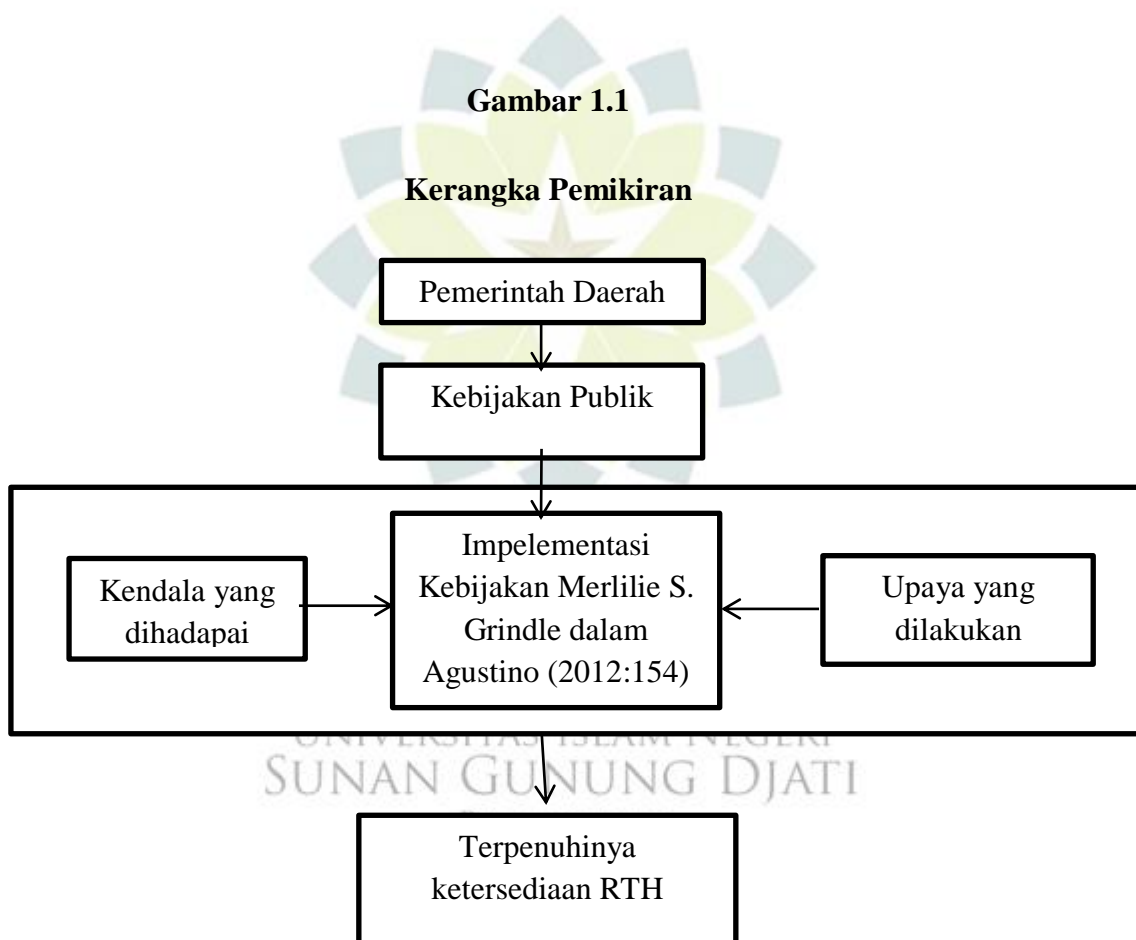 Gambar 1.1
Kerangka Pemikiran
Pemerintah Daerah
Kebijakan Publik
Kendala yang
dihadapai
Impelementasi
Kebijakan Merlilie S.
Grindle dalam
Agustino (2012:154)
Upaya yang
dilakukan
UNIVERSITAS ISLAM NEGERI
SUNAN GUNUNG DJATI
Terpenuhinya
ketersediaan RTH